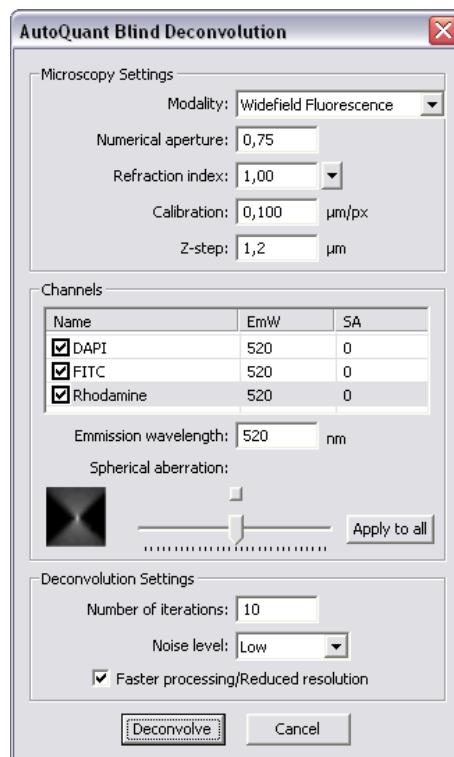 AutoQuant Blind Deconvolution
Microscopy Settings
Modality: Widefield Fluorescence
Numerical aperture: 0,75
Refraction index: 1,00
Calibration: 0,100 µm/px
Z-step: 1,2 µm
Channels
Name EmW SA
DAPI 520 0
FITC 520 0
Rhodamine 520 0
Emmission wavelength: 520 nm
Spherical aberration:
Apply to all
Deconvolution Settings
Number of iterations: 10
Noise level: Low
Faster processing/Reduced resolution
Deconvolve Cancel